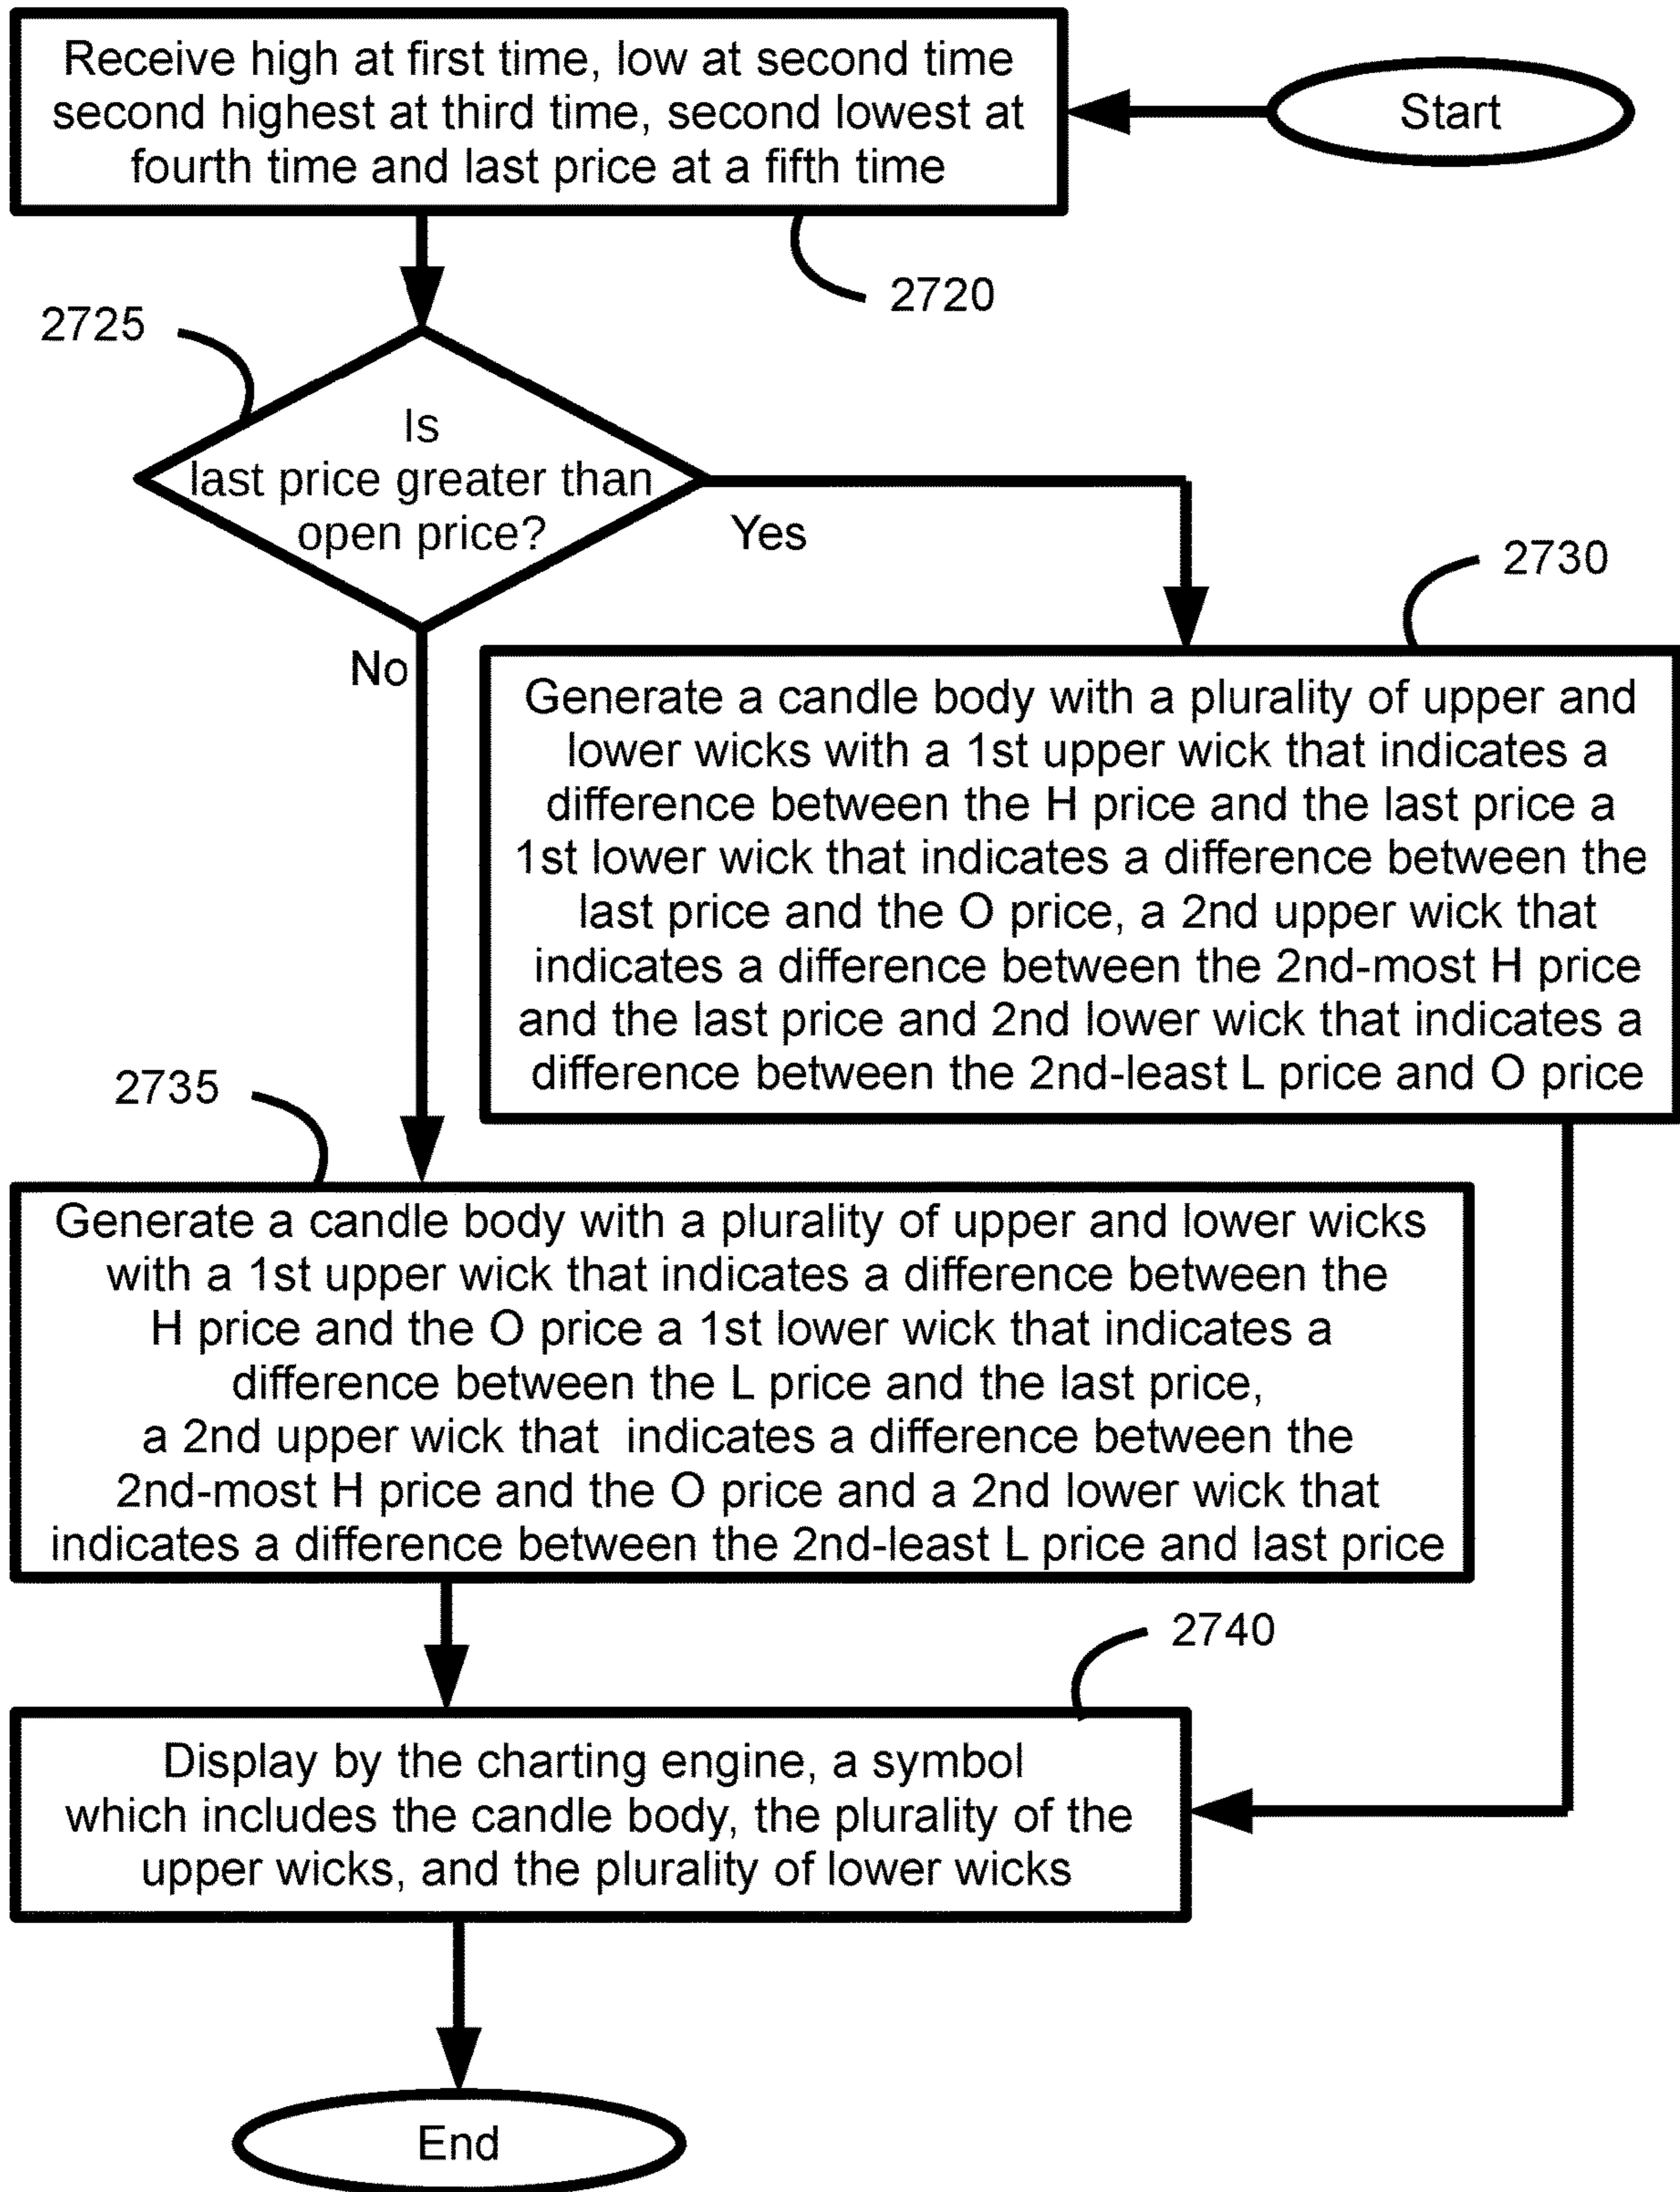 Receive high at first time, low at second time
second highest at third time, second lowest at
fourth time and last price at a fifth time
Start
2720
2725
Is
last price greater than
open price?
Yes
No
2730
Generate a candle body with a plurality of upper and
lower wicks with a 1st upper wick that indicates a
difference between the H price and the last price a
1st lower wick that indicates a difference between the
last price and the O price, a 2nd upper wick that
indicates a difference between the 2nd-most H price
and the last price and 2nd lower wick that indicates a
difference between the 2nd-least L price and O price
2735
Generate a candle body with a plurality of upper and lower wicks
with a 1st upper wick that indicates a difference between the
H price and the O price a 1st lower wick that indicates a
difference between the L price and the last price,
a 2nd upper wick that  indicates a difference between the
2nd-most H price and the O price and a 2nd lower wick that
indicates a difference between the 2nd-least L price and last price
2740
Display by the charting engine, a symbol
which includes the candle body, the plurality of the
upper wicks, and the plurality of lower wicks
End